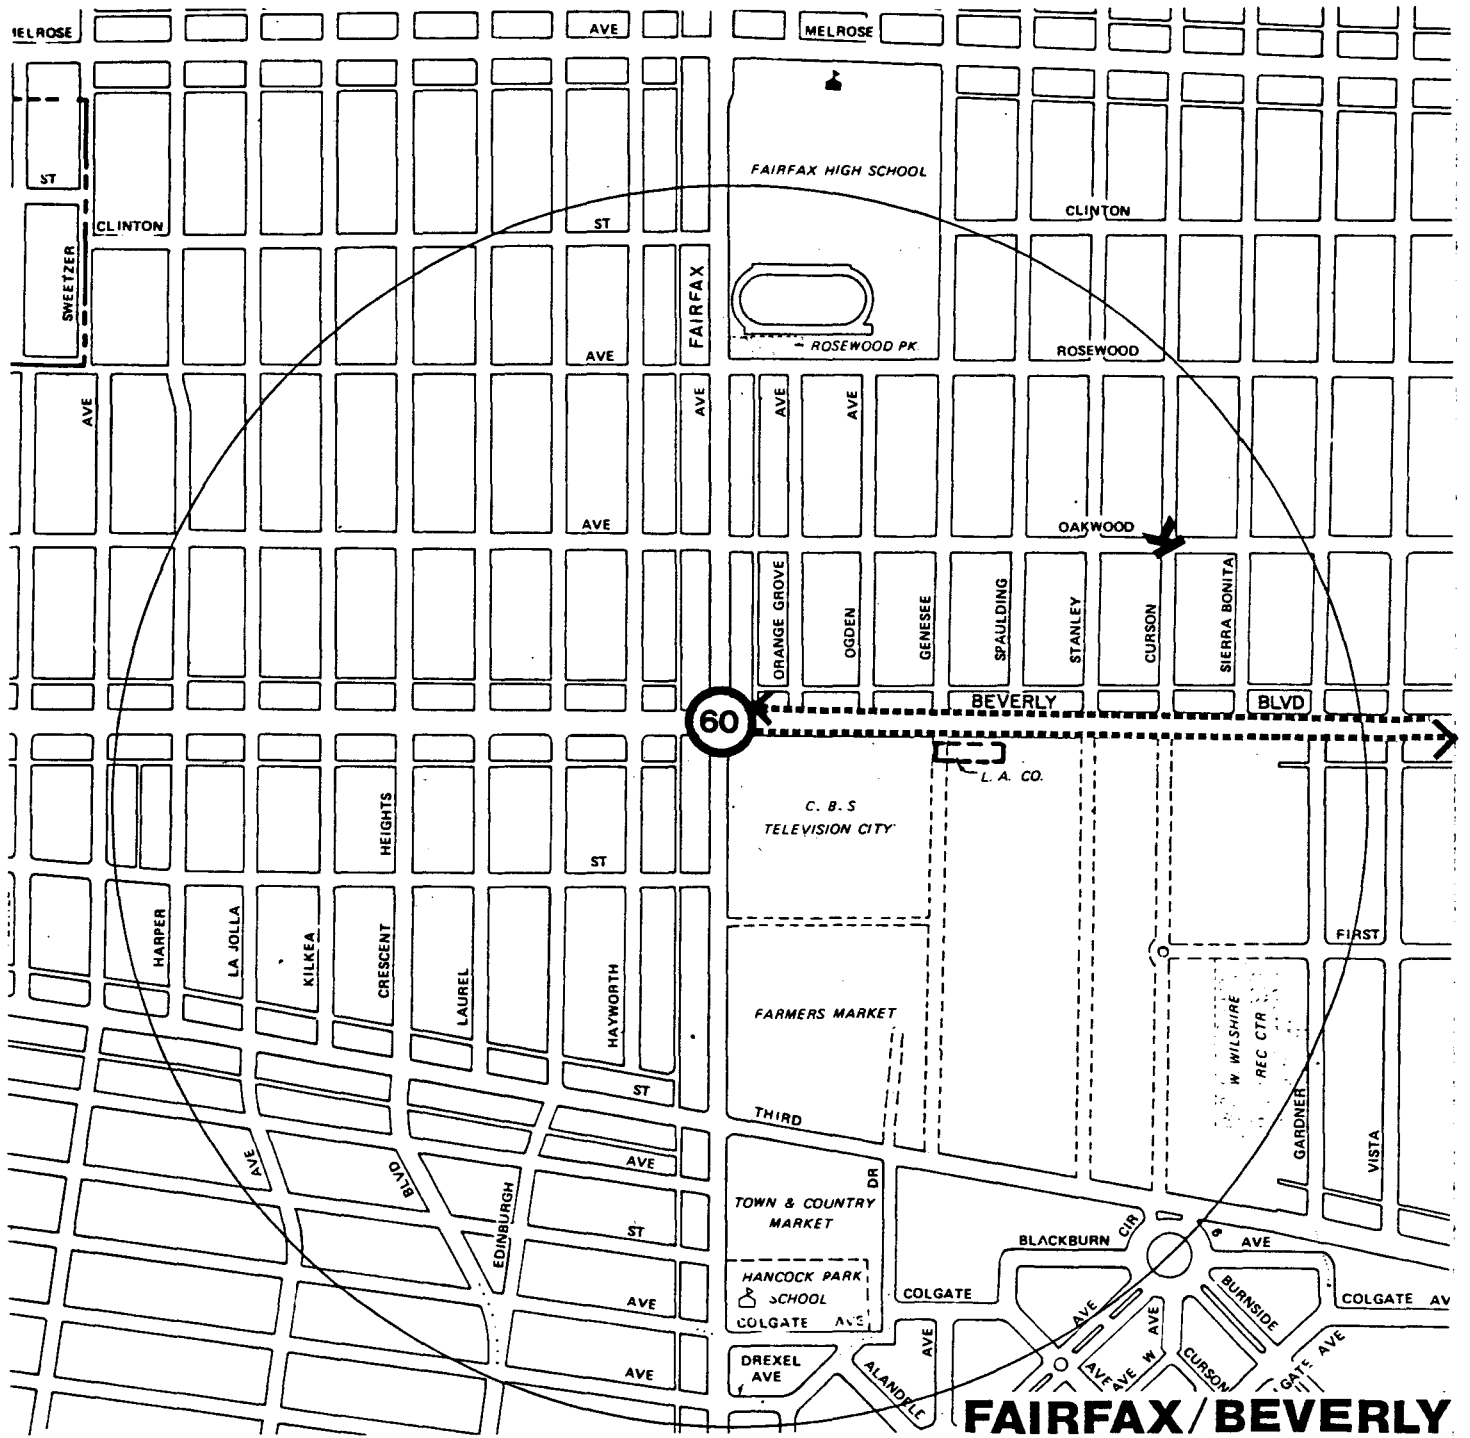 MELROSE
AVE
MELROSE
FAIRFAX HIGH SCHOOL
ST
CLINTON
CLINTON
ST
SWEETZER
FAIRFAX
AVE
ROSEWOOD PK.
ROSEWOOD
AVE
AVE
AVE
AVE
AVE
OAKWOOD
ORANGE GROVE
OGDEN
GENESEE
SPAULDING
STANLEY
CURSON
SIERRA BONITA
60
BEVERLY
BLVD
L. A. CO.
C. B. S
TELEVISION CITY
HEIGHTS
ST
HARPER
LA JOLLA
KILKEA
CRESCENT
LAUREL
HAYWORTH
FIRST
FARMERS MARKET
W. WILSHIRE
REC CTR
ST
THIRD
GARDNER
VISTA
AVE
BLVD
EDINBURGH
AVE
DR
TOWN & COUNTRY
MARKET
ST
BLACKBURN
CIR
6
AVE
HANCOCK PARK
SCHOOL
COLGATE AVE
COLGATE
BURNSIDE
COLGATE AV
AVE
AVE
AVE
AVE
AVE
DREXEL
AVE
ALANDELE
AVE
AVE W
CURSON
GATE AVE
FAIRFAX/BEVERLY